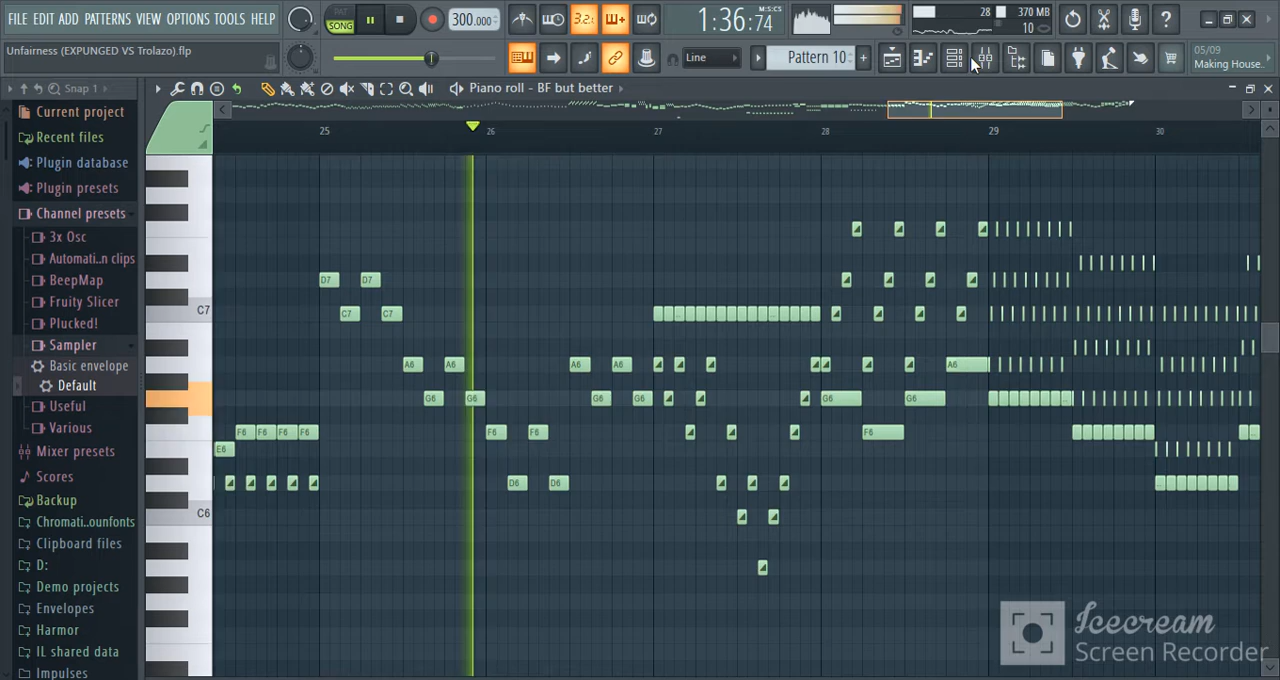 FILE EDIT ADD PATTERNS VIEW OPTIONS TOOLS HELP
PAT
SONG
300.000
3.2.
1:36:74
M:S:CS
28
370 MB
10
Unfairness (EXPUNGED VS Trolazo).flp
Line
Pattern 10
05/09
Making House..
Snap 1
Piano roll - BF but better
Current project
Recent files
Plugin database
Plugin presets
Channel presets
3x Osc
Automati..n clips
BeepMap
Fruity Slicer
Plucked!
Sampler
Basic envelope
Default
Useful
Various
Mixer presets
Scores
Backup
Chromati..ounfonts
Clipboard files
D:
Demo projects
Envelopes
Harmor
IL shared data
Impulses
25
26
27
28
29
30
C7
C6
D7
D7
C7
C7
A6
A6
A6
A6
A6
G6
G6
G6
G6
G6
G6
F6
F6
F6
F6
F6
F6
F6
E6
D6
D6
Icecream
Screen Recorder